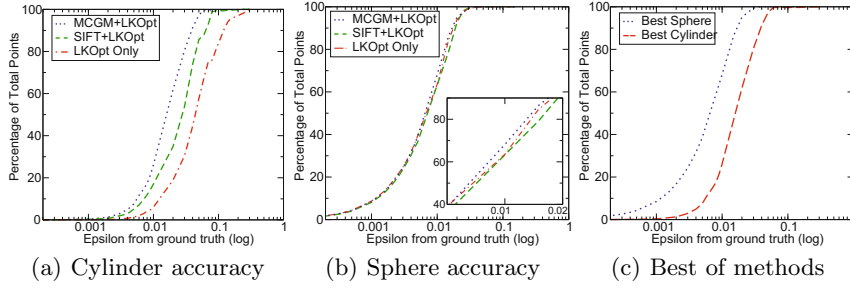 MCGM+LKOpt
SIFT+LKOpt
LKOpt Only
Percentage of Total Points
100
80
60
40
20
0
0.001
0.01
0.1
1
Epsilon from ground truth (log)
(a) Cylinder accuracy
MCGM+LKOpt
SIFT+LKOpt
LKOpt Only
Percentage of Total Points
100
80
60
40
20
0
80
60
40
0.01
0.02
0.001
0.01
0.1
1
Epsilon from ground truth (log)
(b) Sphere accuracy
Best Sphere
Best Cylinder
Percentage of Total Points
100
80
60
40
20
0
0.001
0.01
0.1
Epsilon from ground truth (log)
(c) Best of methods